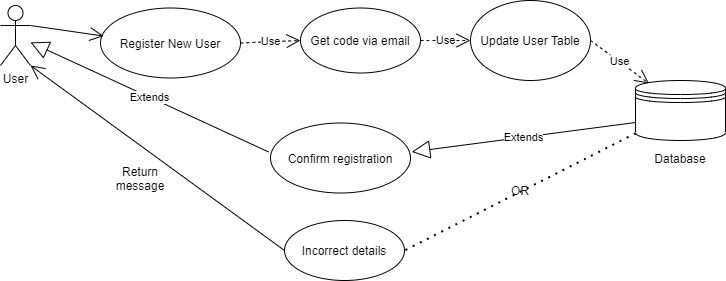 Register New User
Use
Get code via email
Use
Update User Table
Use
User
Extends
Extends
Confirm registration
Database
Return
message
OR
Incorrect details